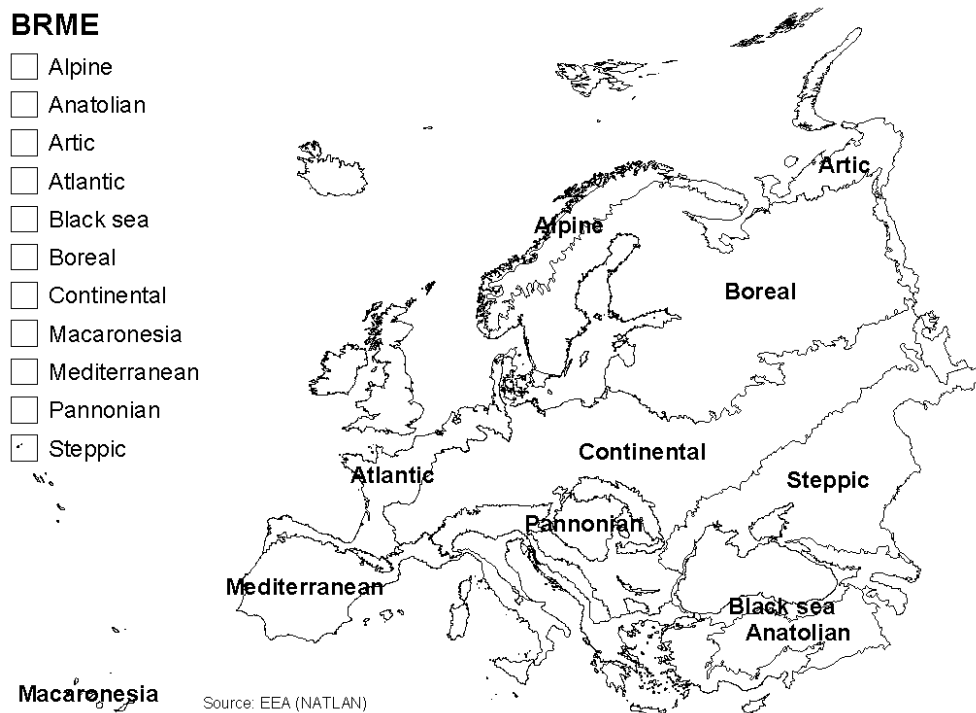 BRME
Alpine
Anatolian
Artic
Atlantic
Black sea
Boreal
Continental
Macaronesia
Mediterranean
Pannonian
Steppic
Artic
Alpine
Boreal
Continental
Atlantic
Steppic
Pannonian
Mediterranean
Black sea
Anatolian
Macaronesia
Source: EEA (NATLAN)